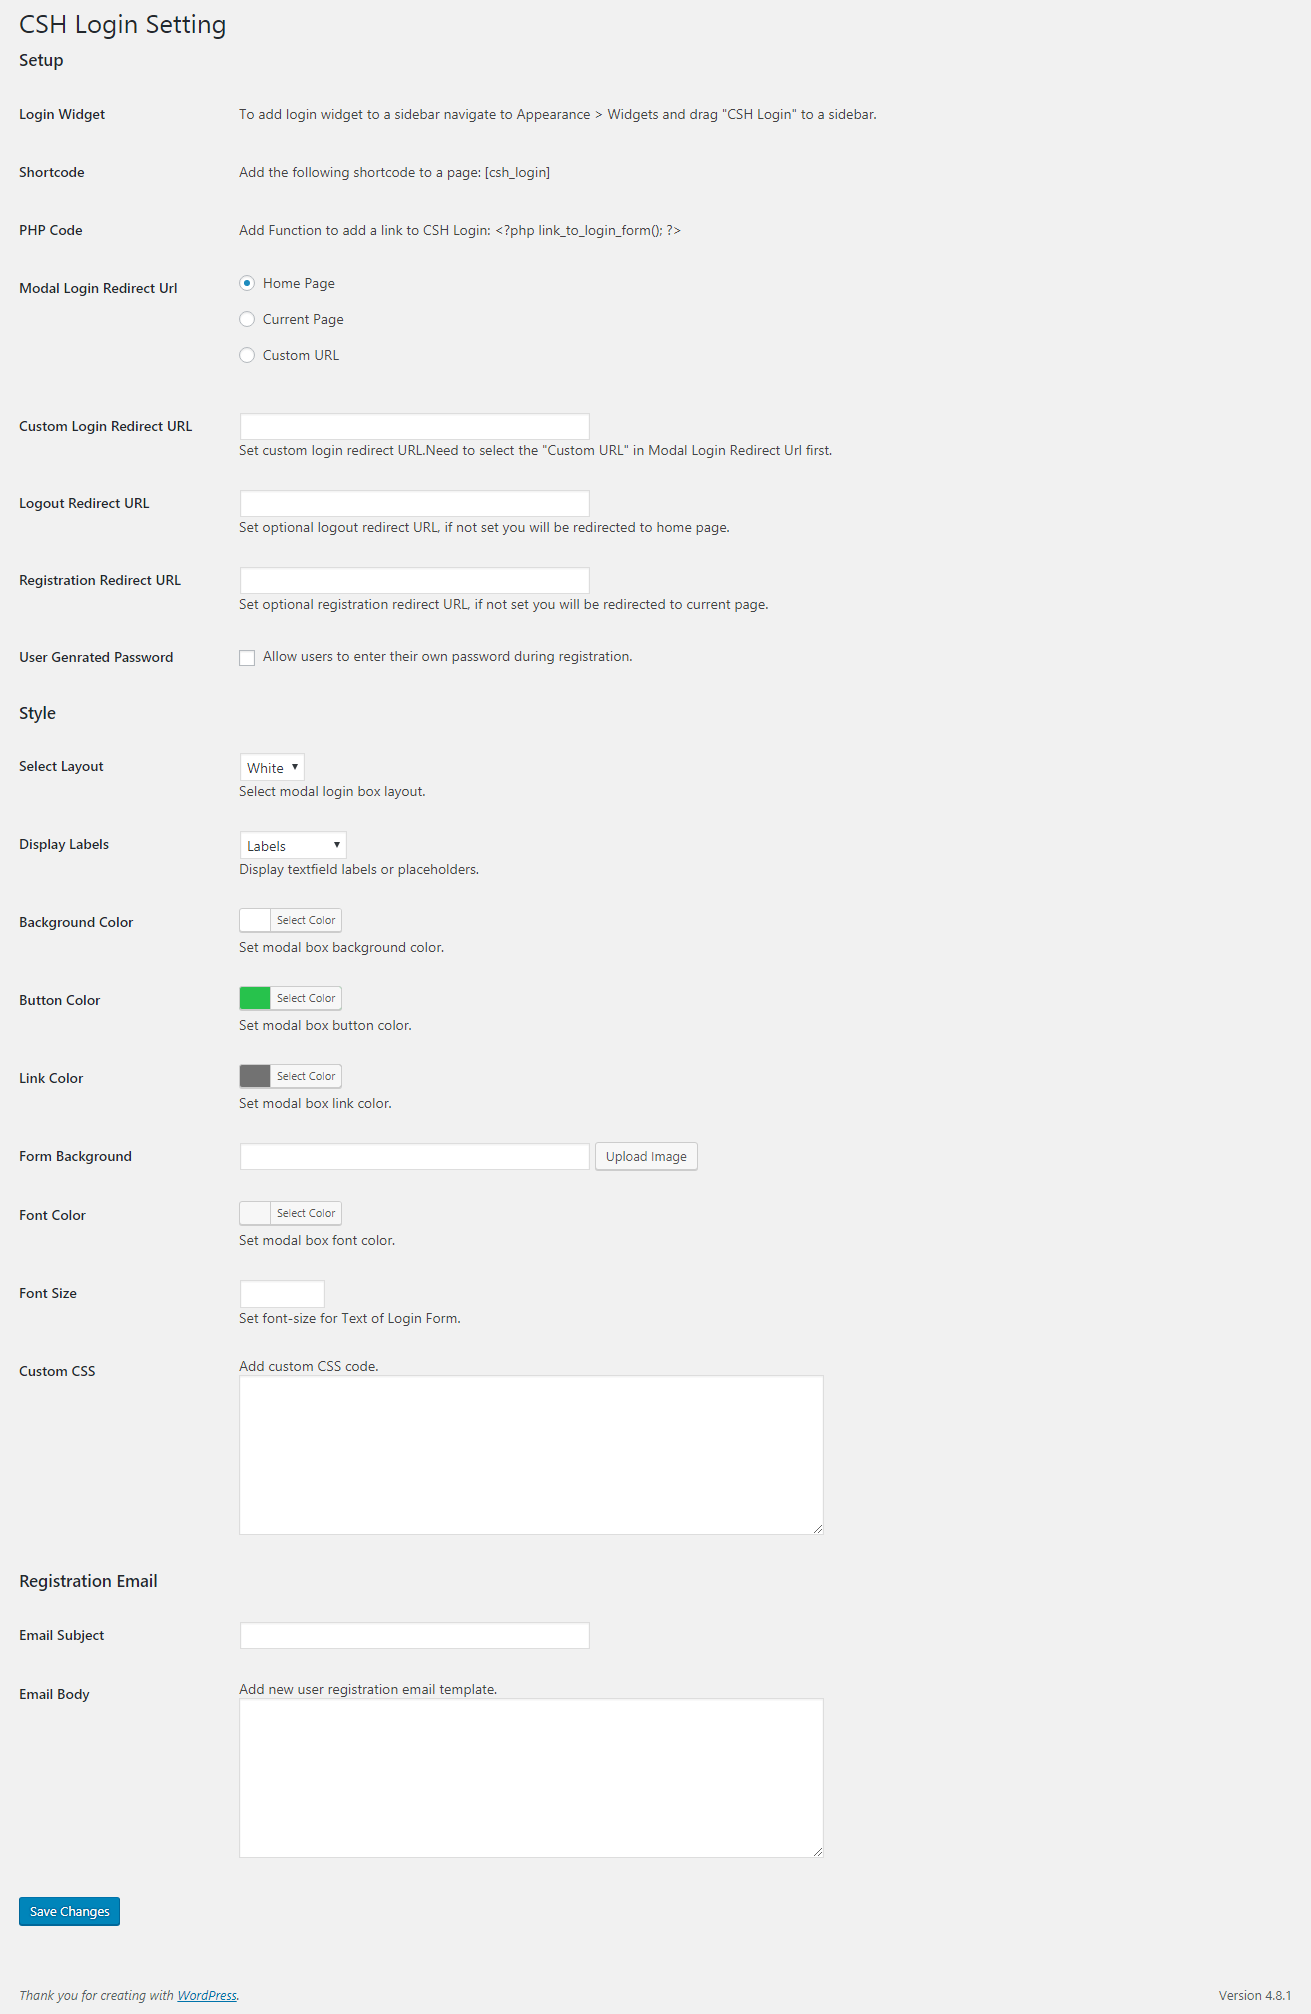 CSH Login Setting
Setup
Login Widget
To add login widget to a sidebar navigate to Appearance > Widgets and drag "CSH Login" to a sidebar.
Shortcode
Add the following shortcode to a page: [csh_login]
PHP Code
Add Function to add a link to CSH Login: <?php link_to_login_form(); ?>
Modal Login Redirect Url
Home Page
Current Page
Custom URL
Custom Login Redirect URL
Set custom login redirect URL.Need to select the "Custom URL" in Modal Login Redirect Url first.
Logout Redirect URL
Set optional logout redirect URL, if not set you will be redirected to home page.
Registration Redirect URL
Set optional registration redirect URL, if not set you will be redirected to current page.
User Genrated Password
Allow users to enter their own password during registration.
Style
Select Layout
White
Select modal login box layout.
Display Labels
Labels
Display textfield labels or placeholders.
Background Color
Select Color
Set modal box background color.
Button Color
Select Color
Set modal box button color.
Link Color
Select Color
Set modal box link color.
Form Background
Upload Image
Font Color
Select Color
Set modal box font color.
Font Size
Set font-size for Text of Login Form.
Custom CSS
Add custom CSS code.
Registration Email
Email Subject
Email Body
Add new user registration email template.
Save Changes
Thank you for creating with WordPress.
Version 4.8.1